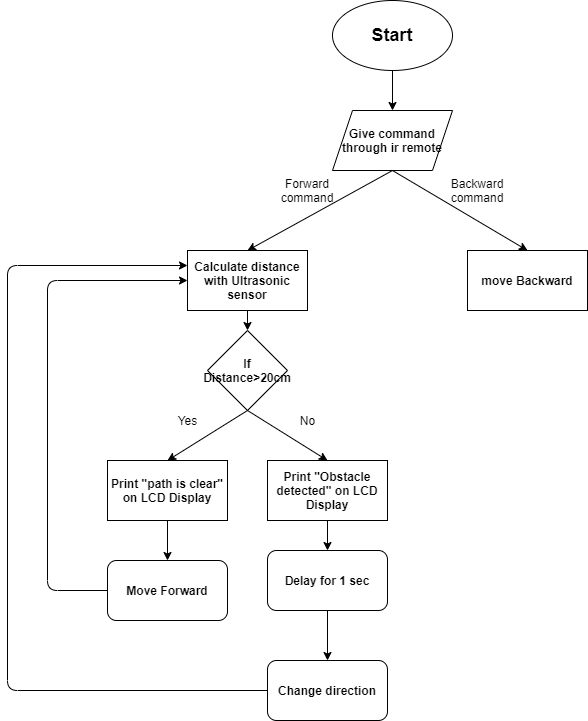 Start
Give command
through ir remote
Forward
command
Backward
command
Calculate distance
with Ultrasonic
sensor
move Backward
If
Distance>20cm
Yes
No
Print "path is clear"
on LCD Display
Print "Obstacle
detected" on LCD
Display
Move Forward
Delay for 1 sec
Change direction